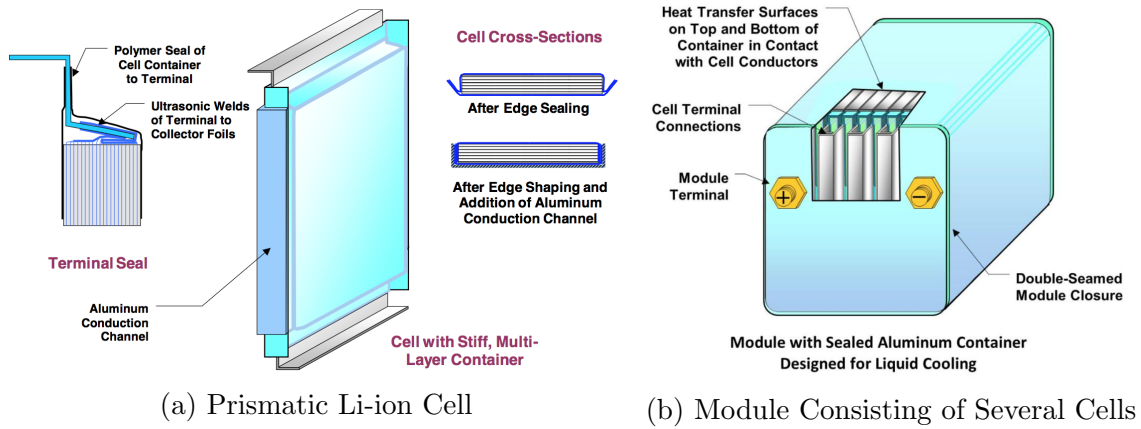 Polymer Seal of
Cell Container
to Terminal
Ultrasonic Welds
of Terminal to
Collector Foils
Terminal Seal
Aluminum
Conduction
Channel
Cell with Stiff, Multi-
Layer Container
Cell Cross-Sections
After Edge Sealing
After Edge Shaping and
Addition of Aluminum
Conduction Channel
(a) Prismatic Li-ion Cell
Heat Transfer Surfaces
on Top and Bottom of
Container in Contact
with Cell Conductors
Cell Terminal
Connections
Module
Terminal
+
−
Double-Seamed
Module Closure
Module with Sealed Aluminum Container
Designed for Liquid Cooling
(b) Module Consisting of Several Cells